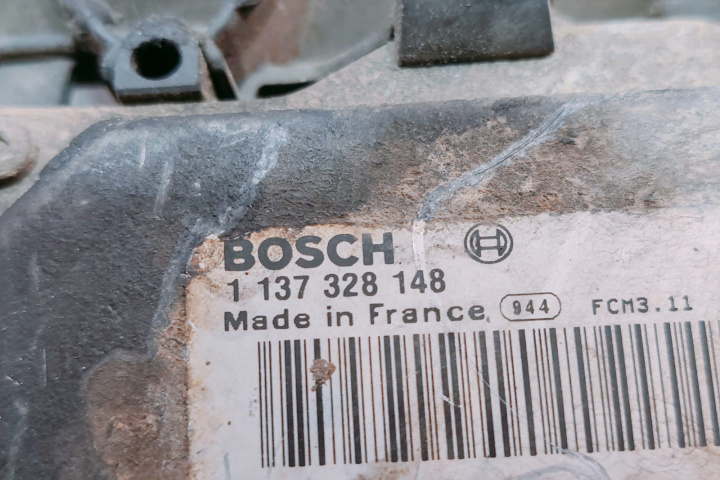 BOSCH
1 137 328 148
Made in France 944 FCM3.11